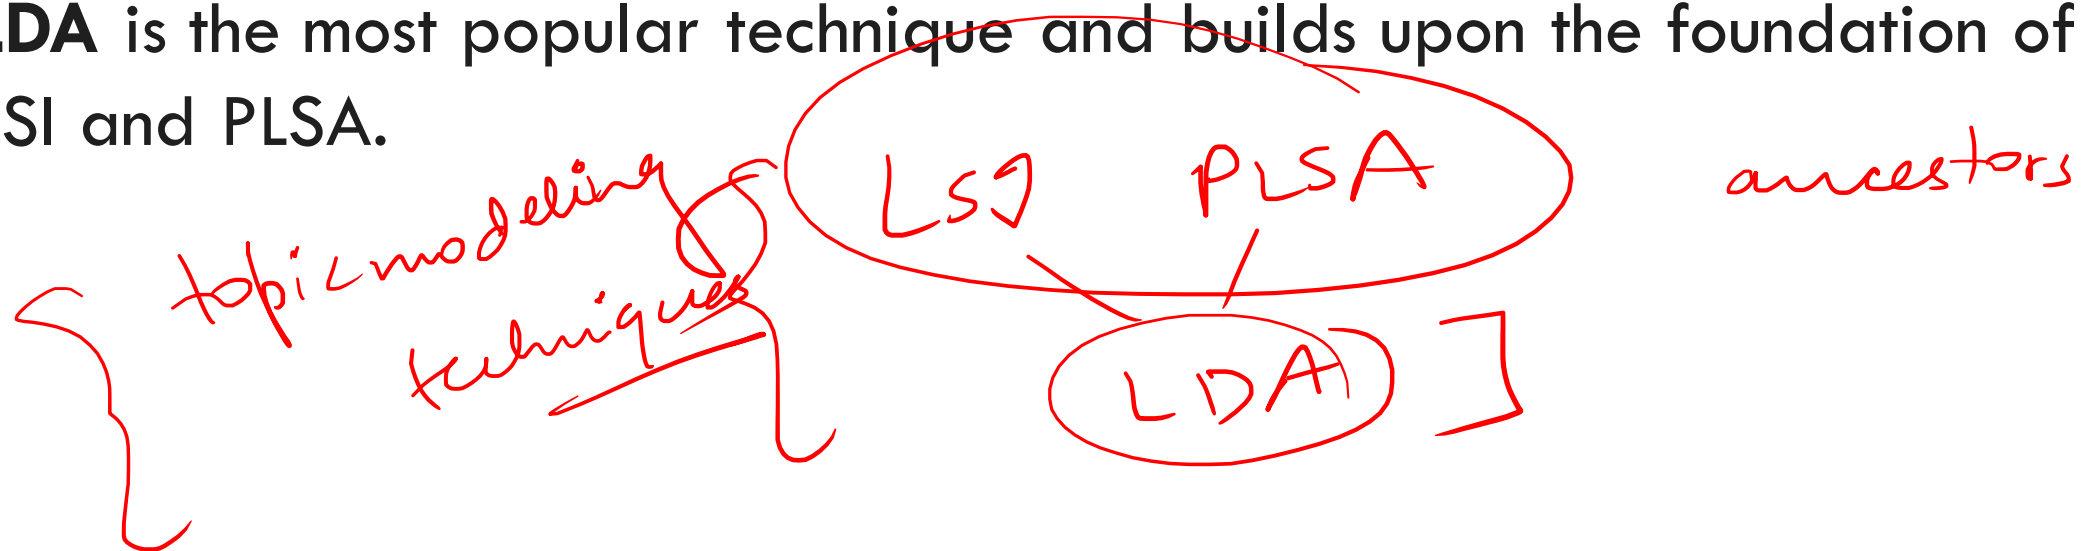 LDA is the most popular technique and builds upon the foundation of
SI and PLSA.
LSI PLSA
ancestors
topic modeling
techniques
LDA